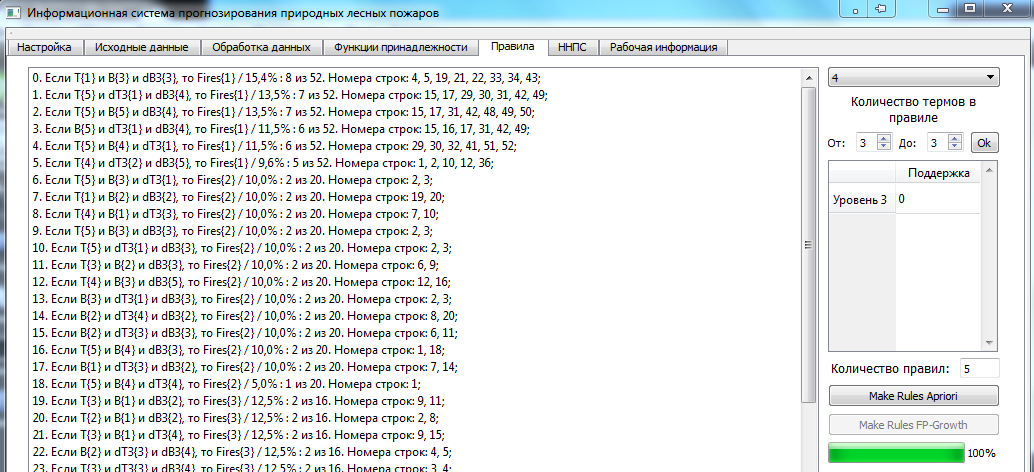 Информационная система прогнозирования природных лесных пожаров
Настройка
Исходные данные
Обработка данных
Функции принадлежности
Правила
ННПС
Рабочая информация
0. Если T{1} и B{3} и dB3{3}, то Fires{1} / 15,4% : 8 из 52. Номера строк: 4, 5, 19, 21, 22, 33, 34, 43;
1. Если T{5} и dT3{1} и dB3{4}, то Fires{1} / 13,5% : 7 из 52. Номера строк: 15, 17, 29, 30, 31, 42, 49;
2. Если T{5} и B{5} и dB3{4}, то Fires{1} / 13,5% : 7 из 52. Номера строк: 15, 17, 31, 42, 48, 49, 50;
3. Если B{5} и dT3{1} и dB3{4}, то Fires{1} / 11,5% : 6 из 52. Номера строк: 15, 16, 17, 31, 42, 49;
4. Если T{5} и B{4} и dT3{1}, то Fires{1} / 11,5% : 6 из 52. Номера строк: 29, 30, 32, 41, 51, 52;
5. Если T{4} и dT3{2} и dB3{5}, то Fires{1} / 9,6% : 5 из 52. Номера строк: 1, 2, 10, 12, 36;
6. Если T{5} и B{3} и dT3{1}, то Fires{2} / 10,0% : 2 из 20. Номера строк: 2, 3;
7. Если T{1} и B{2} и dB3{2}, то Fires{2} / 10,0% : 2 из 20. Номера строк: 19, 20;
8. Если T{4} и B{1} и dT3{3}, то Fires{2} / 10,0% : 2 из 20. Номера строк: 7, 10;
9. Если T{5} и B{3} и dB3{3}, то Fires{2} / 10,0% : 2 из 20. Номера строк: 2, 3;
10. Если T{5} и dT3{1} и dB3{3}, то Fires{2} / 10,0% : 2 из 20. Номера строк: 2, 3;
11. Если T{3} и B{2} и dB3{3}, то Fires{2} / 10,0% : 2 из 20. Номера строк: 6, 9;
12. Если T{4} и B{3} и dB3{5}, то Fires{2} / 10,0% : 2 из 20. Номера строк: 12, 16;
13. Если B{3} и dT3{1} и dB3{3}, то Fires{2} / 10,0% : 2 из 20. Номера строк: 2, 3;
14. Если B{2} и dT3{4} и dB3{2}, то Fires{2} / 10,0% : 2 из 20. Номера строк: 8, 20;
15. Если B{2} и dT3{3} и dB3{3}, то Fires{2} / 10,0% : 2 из 20. Номера строк: 6, 11;
16. Если T{5} и B{4} и dB3{3}, то Fires{2} / 10,0% : 2 из 20. Номера строк: 1, 18;
17. Если B{1} и dT3{3} и dB3{2}, то Fires{2} / 10,0% : 2 из 20. Номера строк: 7, 14;
18. Если T{5} и B{4} и dT3{4}, то Fires{2} / 5,0% : 1 из 20. Номера строк: 1;
19. Если T{3} и B{1} и dB3{2}, то Fires{3} / 12,5% : 2 из 16. Номера строк: 9, 11;
20. Если T{2} и B{1} и dB3{3}, то Fires{3} / 12,5% : 2 из 16. Номера строк: 2, 8;
21. Если T{3} и B{1} и dT3{4}, то Fires{3} / 12,5% : 2 из 16. Номера строк: 9, 15;
22. Если B{2} и dT3{3} и dB3{4}, то Fires{3} / 12,5% : 2 из 16. Номера строк: 4, 5;
23. Если T{3} и dT3{3} и dB3{4}, то Fires{3} / 12,5% : 2 из 16. Номера строк: 3, 4;
4
Количество термов в
правиле
От: 3 До: 3 Ok
Поддержка
Уровень 3 0
Количество правил: 5
Make Rules Apriori
Make Rules FP-Growth
100%